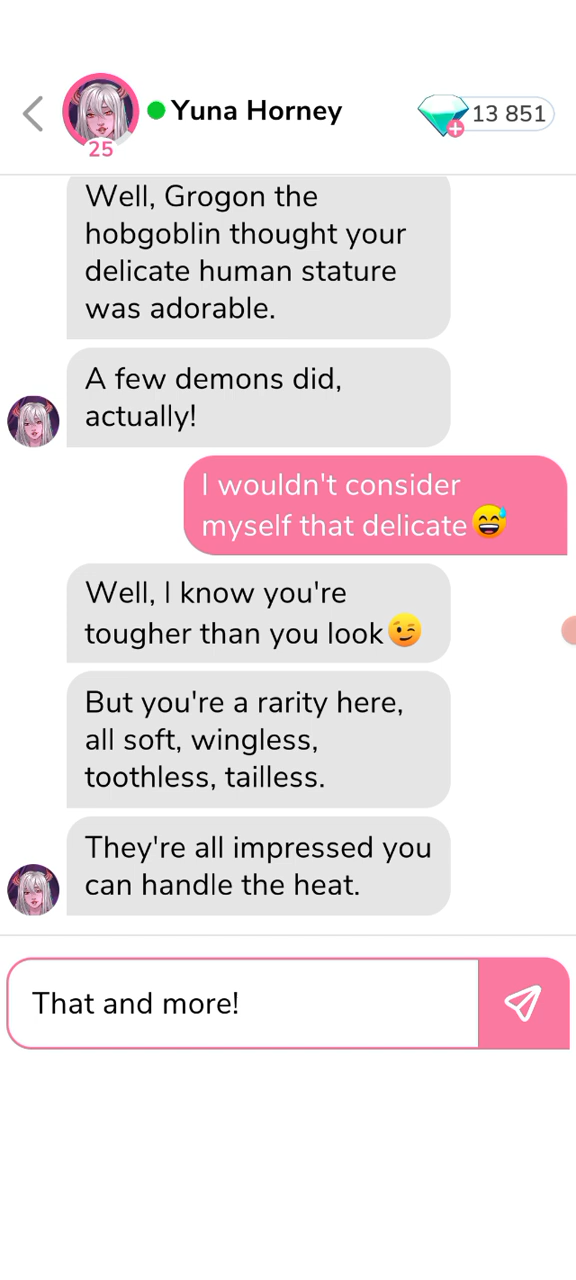 Yuna Horney
13 851
25
Well, Grogon the
hobgoblin thought your
delicate human stature
was adorable.
A few demons did,
actually!
I wouldn't consider
myself that delicate😅
Well, I know you're
tougher than you look😉
But you're a rarity here,
all soft, wingless,
toothless, tailless.
They're all impressed you
can handle the heat.
That and more!